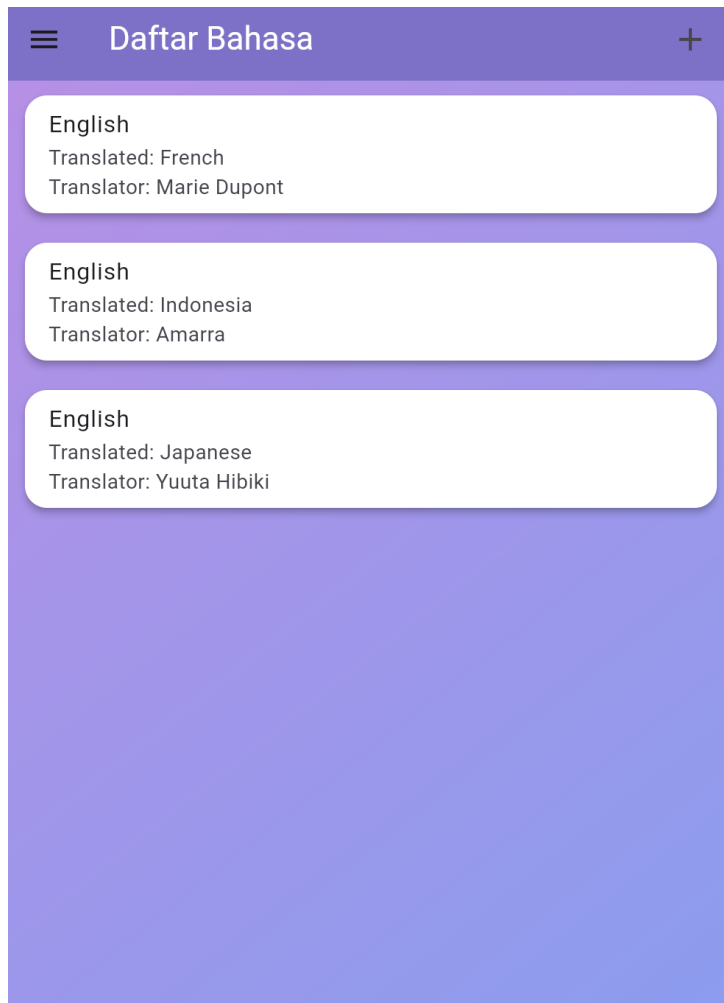 Daftar Bahasa
English
Translated: French
Translator: Marie Dupont
English
Translated: Indonesia
Translator: Amarra
English
Translated: Japanese
Translator: Yuuta Hibiki